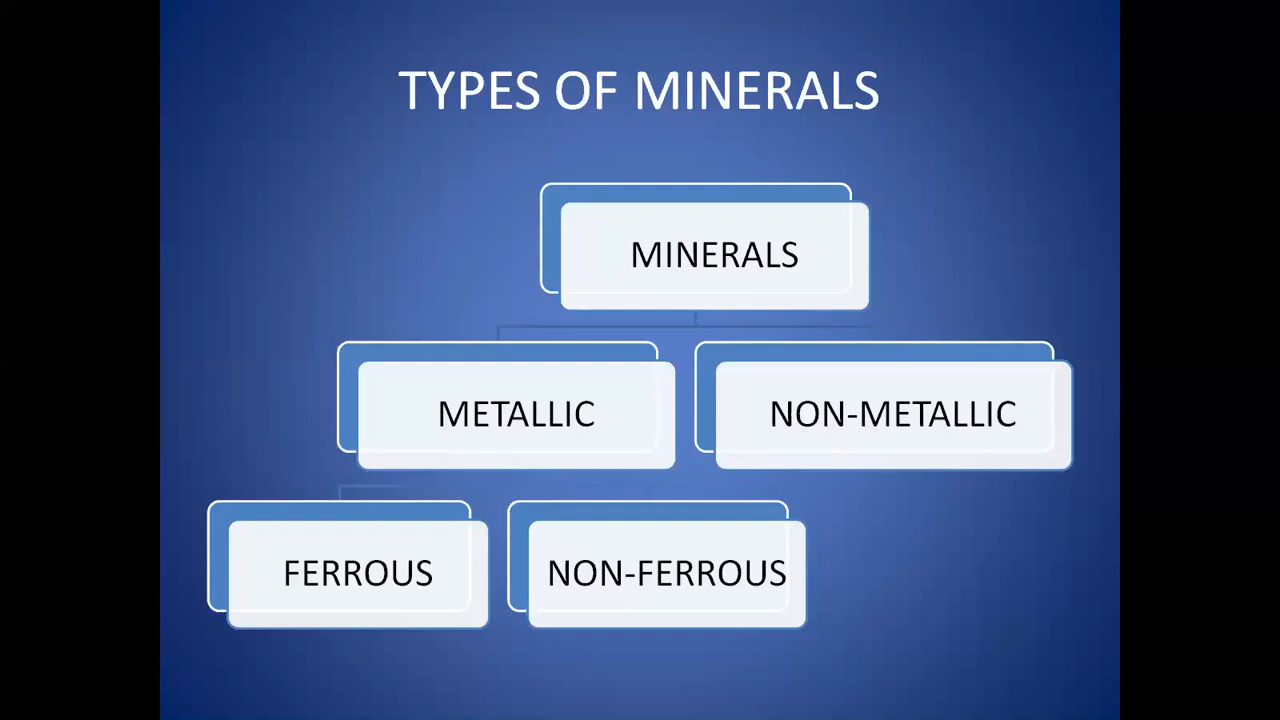 TYPES OF MINERALS
MINERALS
METALLIC
NON-METALLIC
FERROUS
NON-FERROUS